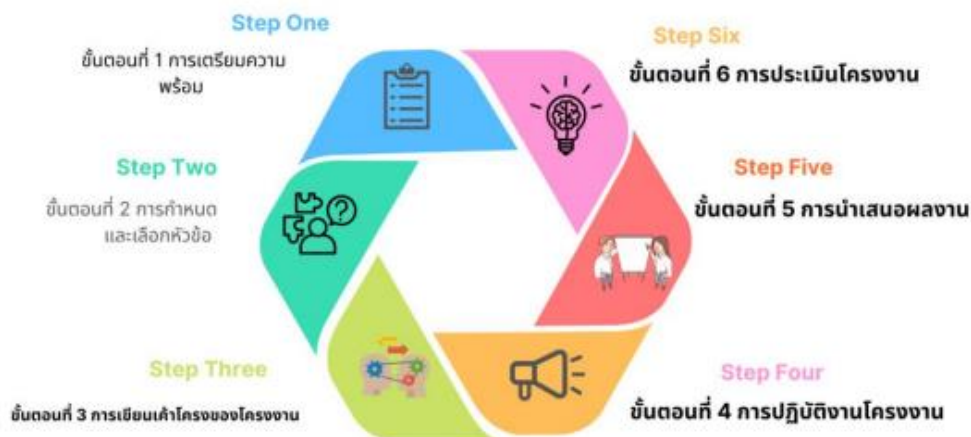 Step One
ขั้นตอนที่ 1 การเตรียมความ
พร้อม
Step Two
ขั้นตอนที่ 2 การกำหนด
และเลือกหัวข้อ
Step Three
ขั้นตอนที่ 3 การเขียนเค้าโครงของโครงงาน
Step Four
ขั้นตอนที่ 4 การปฏิบัติงานโครงงาน
Step Five
ขั้นตอนที่ 5 การนำเสนอผลงาน
Step Six
ขั้นตอนที่ 6 การประเมินโครงงาน